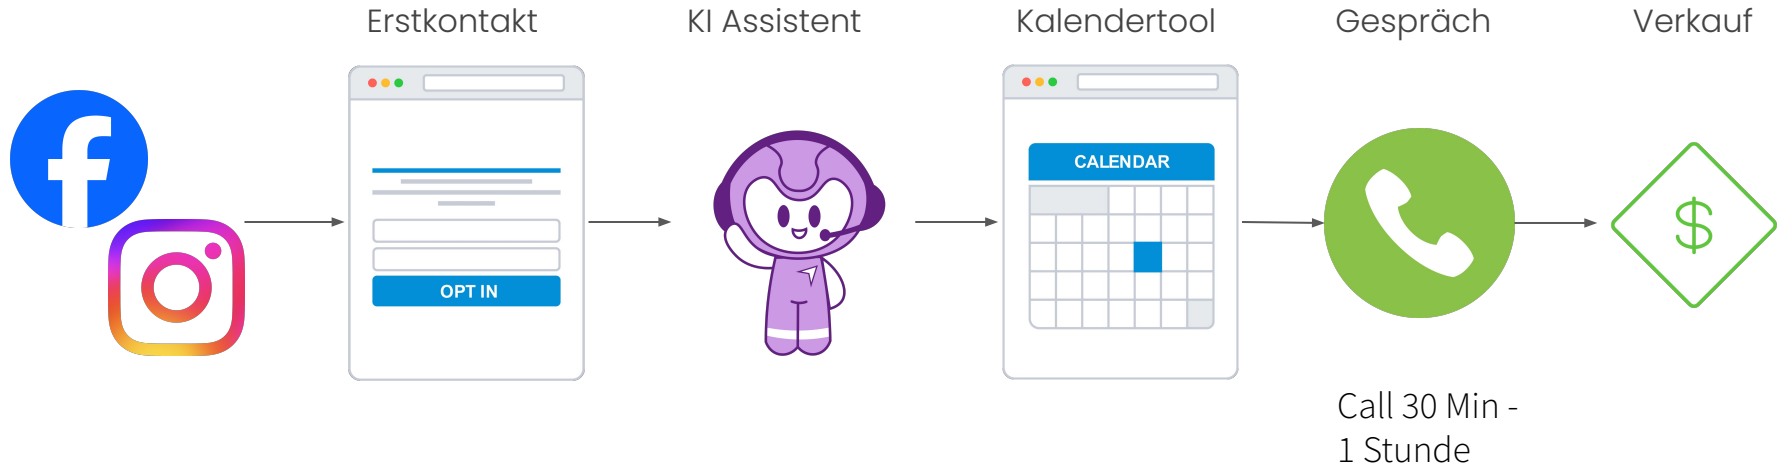 Erstkontakt
KI Assistent
Kalendertool
Gespräch
Verkauf
OPT IN
CALENDAR
$
Call 30 Min -
1 Stunde